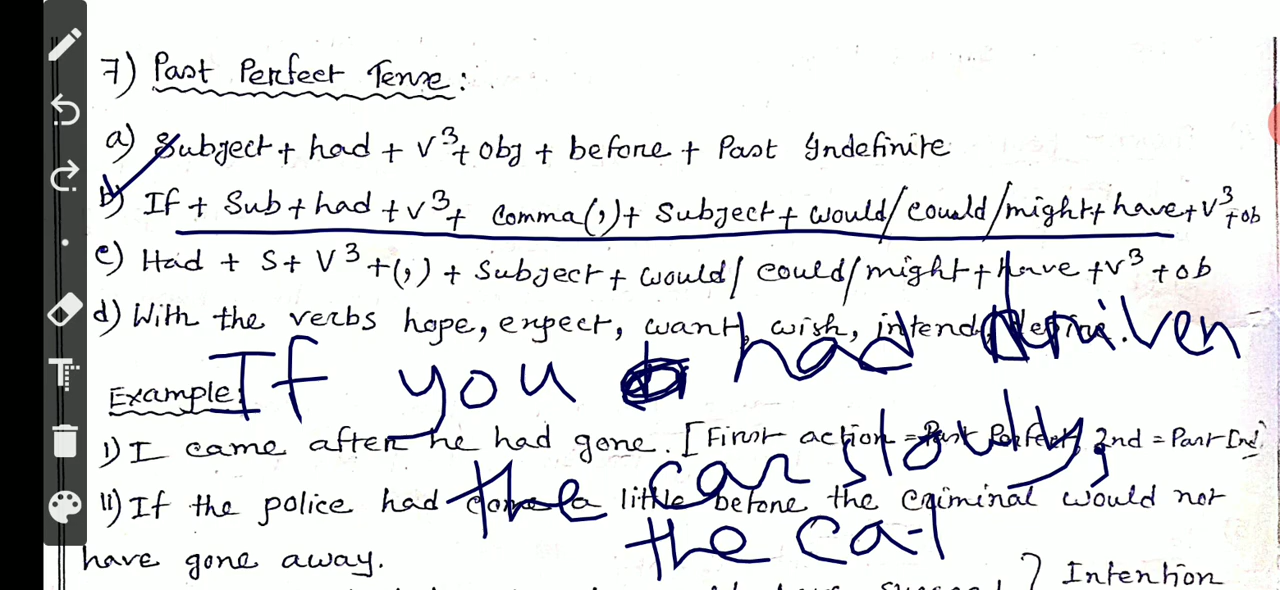 7) Past Perfect Tense:
a) Subject + had + V3 + obj + before + Past Indefinite
b) If + Sub + had + V3 + Comma(,) + Subject + would/could/might + have + V3 + ob
c) Had + S + V3 + (,) + Subject + would/could/might + have + V3 + ob
d) With the verbs hope, expect, want, wish, intend,
If you had driven
Example:
i) I came after he had gone. [First action = Past Perfect, 2nd = Past Ind.
the car slowly,
ii) If the police had a little before the criminal would not
the cat
have gone away.
Intention